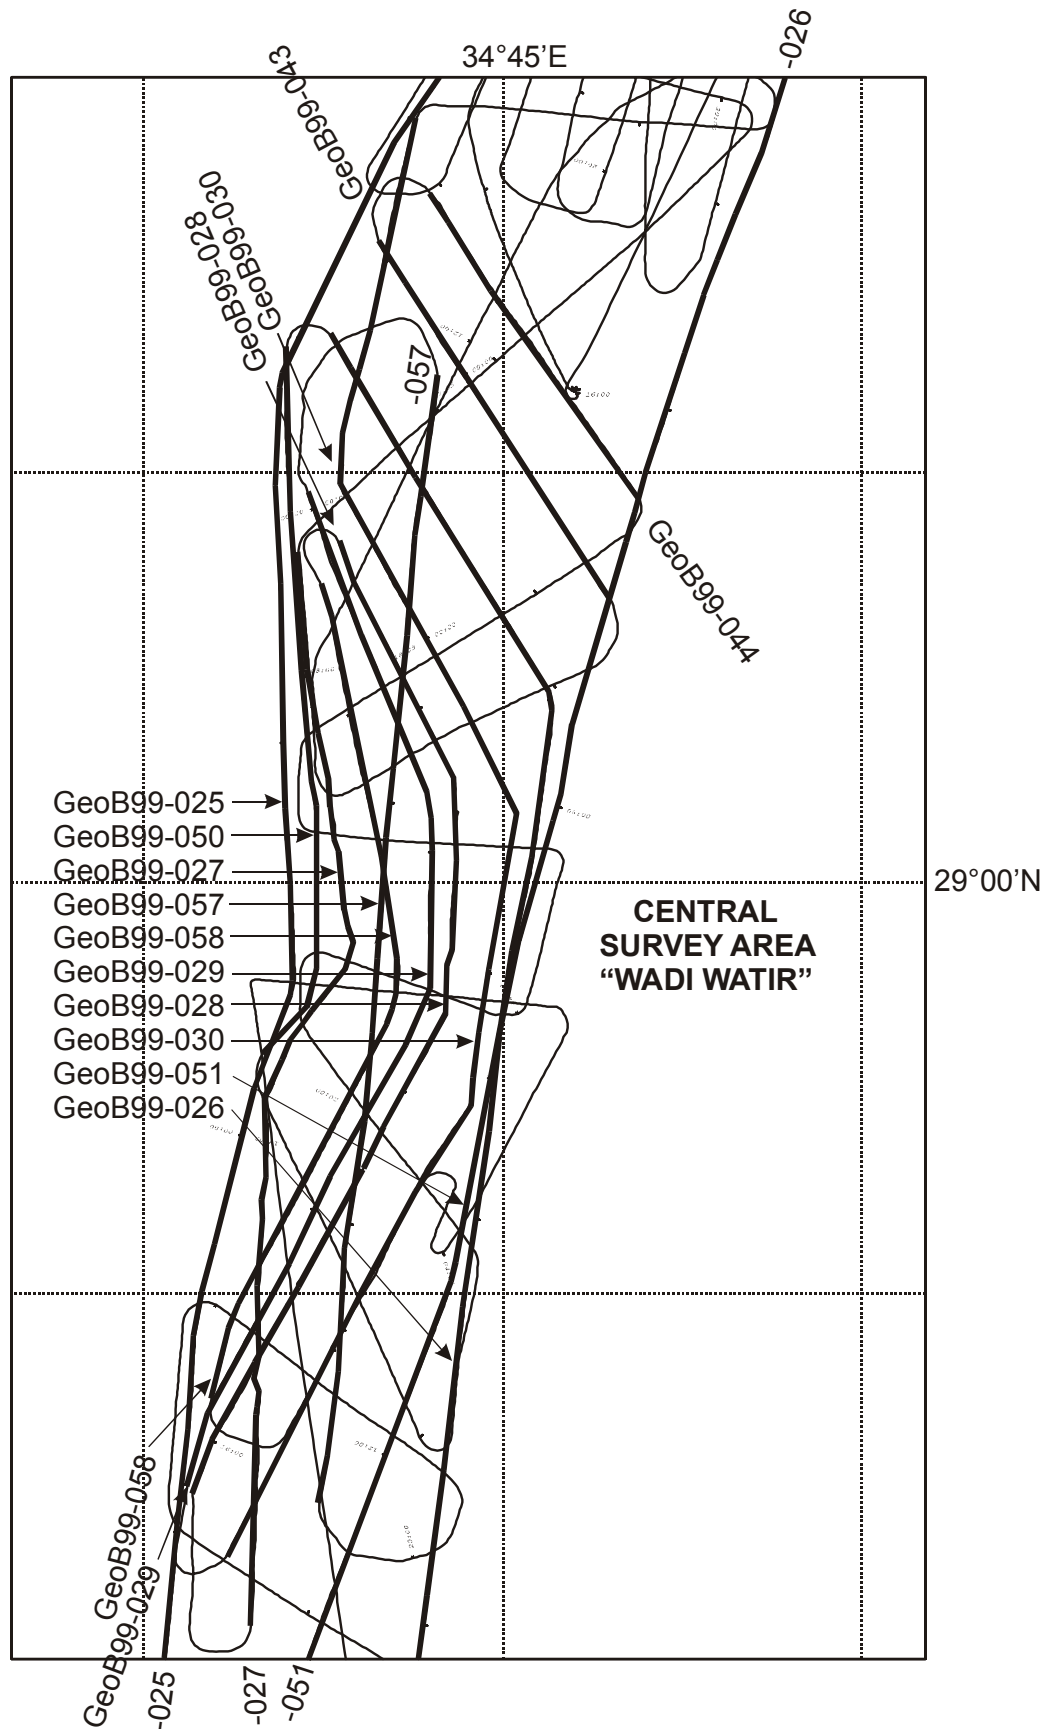 34°45’E
-026
GeoB99-043
GeoB99-030
GeoB99-028
-057
GeoB99-044
GeoB99-025
GeoB99-050
GeoB99-027
GeoB99-057
GeoB99-058
GeoB99-029
GeoB99-028
GeoB99-030
GeoB99-051
GeoB99-026
29°00’N
CENTRAL
SURVEY AREA
“WADI WATIR”
GeoB99-058
GeoB99-029
-025
-027
-051